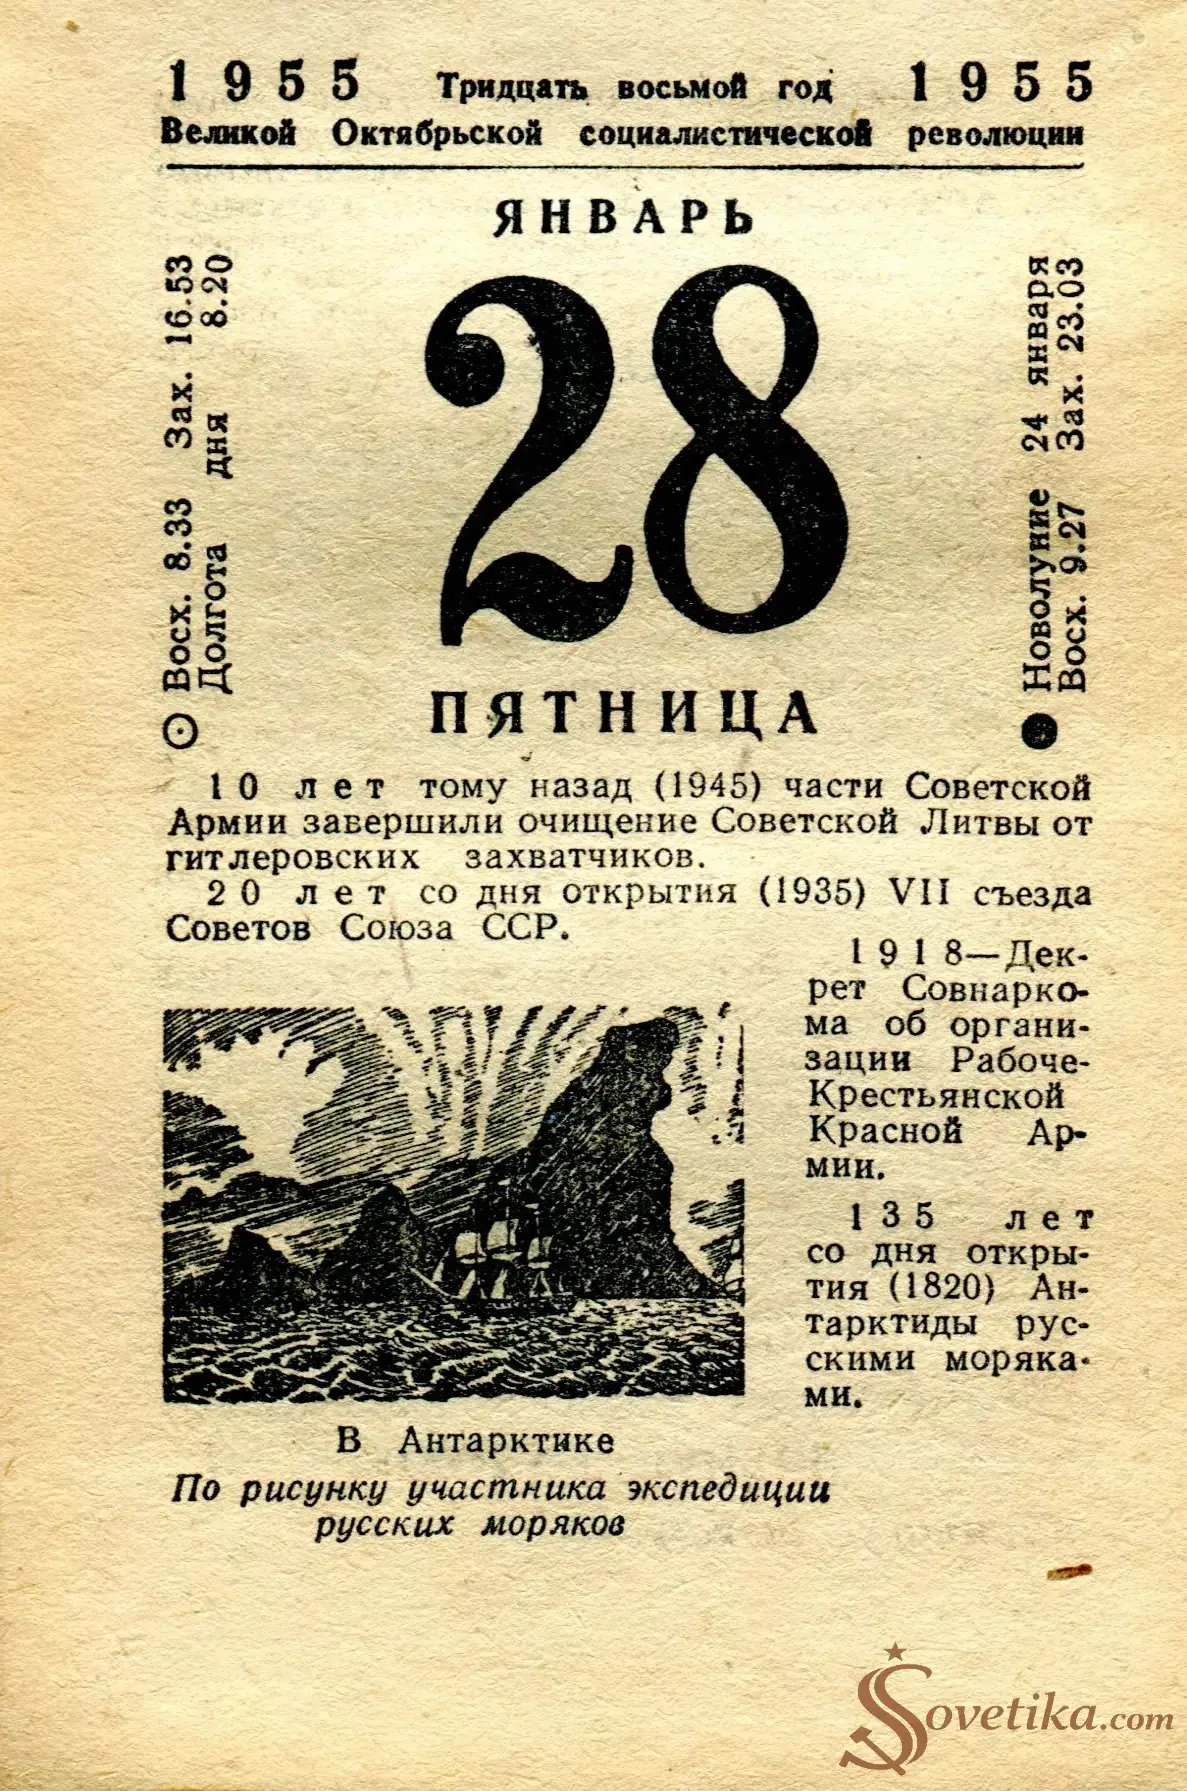 1955 Тридцать восьмой год 1955
Великой Октябрьской социалистической революции
ЯНВАРЬ
Восх. 8.33 Зах. 16.53
Долгота дня 8.20
28
Новолуние 24 января
Восх. 9.27 Зах. 23.03
ПЯТНИЦА
10 лет тому назад (1945) части Советской
Армии завершили очищение Советской Литвы от
гитлеровских захватчиков.
20 лет со дня открытия (1935) VII съезда
Советов Союза ССР.
1918—Дек-
рет Совнарко-
ма об органи-
зации Рабоче-
Крестьянской
Красной Ар-
мии.
135 лет
со дня откры-
тия (1820) Ан-
тарктиды рус-
скими моряка-
ми.
В Антарктике
По рисунку участника экспедиции
русских моряков
Sovetika.com